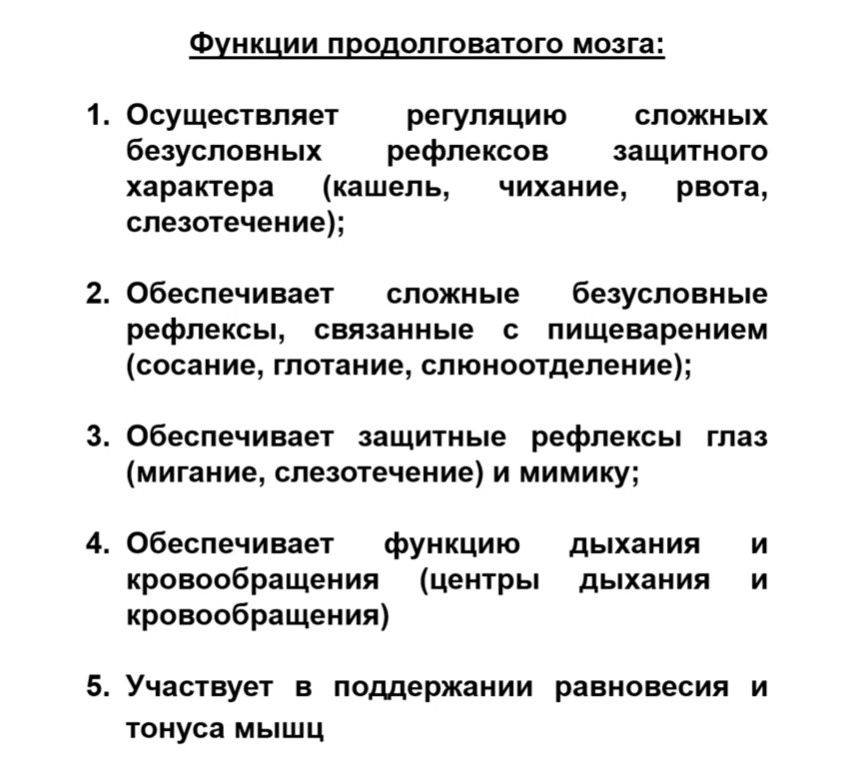 Функции продолговатого мозга:
1. Осуществляет регуляцию сложных
безусловных рефлексов защитного
характера (кашель, чихание, рвота,
слезотечение);
2. Обеспечивает сложные безусловные
рефлексы, связанные с пищеварением
(сосание, глотание, слюноотделение);
3. Обеспечивает защитные рефлексы глаз
(мигание, слезотечение) и мимику;
4. Обеспечивает функцию дыхания и
кровообращения (центры дыхания и
кровообращения)
5. Участвует в поддержании равновесия и
тонуса мышц